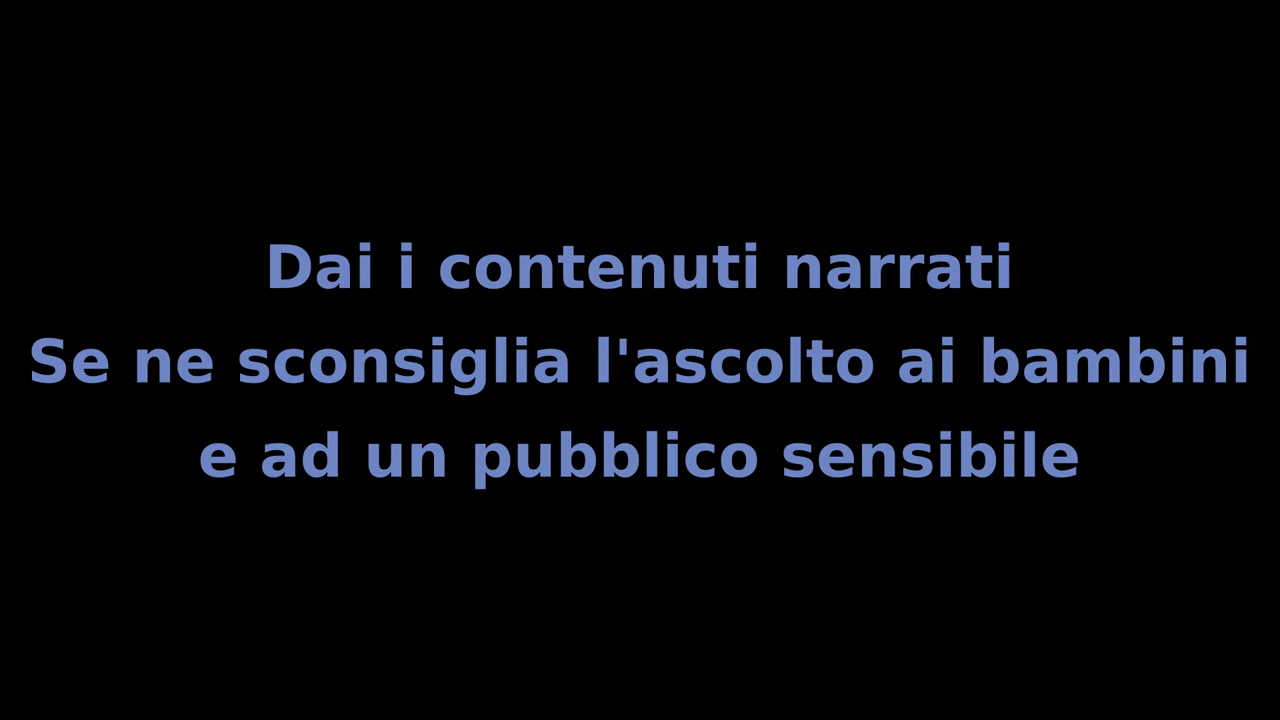 Dai i contenuti narrati
Se ne sconsiglia l'ascolto ai bambini
e ad un pubblico sensibile